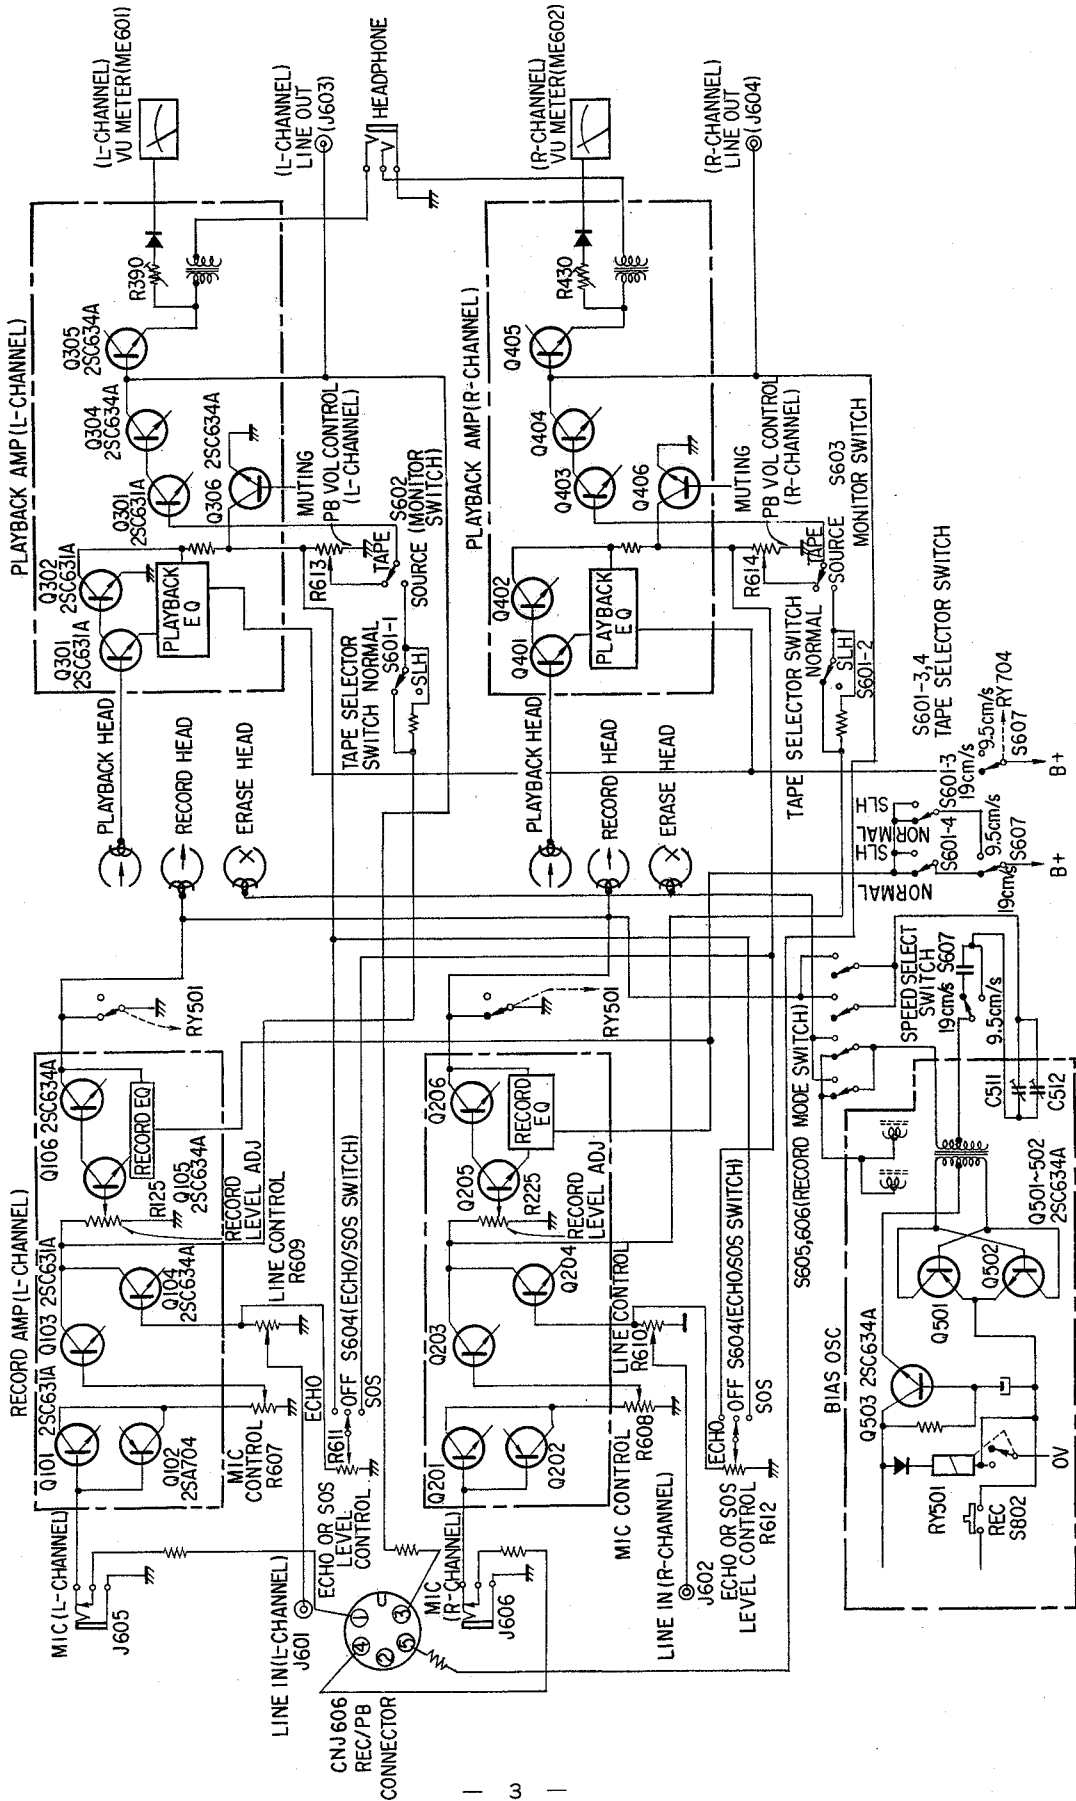 MIC (L-CHANNEL)
J605
LINE IN(L-CHANNEL)
J601
CNJ606
REC/PB
CONNECTOR
1
4
2
3
5
ECHO OR SOS
LEVEL
CONTROL
R611
MIC
(R-CHANNEL)
J606
LINE IN(R-CHANNEL)
J602
ECHO OR SOS
LEVEL CONTROL
R612
RECORD AMP(L-CHANNEL)
Q101
2SC631A
Q102
2SA704
Q103 2SC631A
Q104
2SC634A
Q105
2SC634A
Q106 2SC634A
RECORD EQ
R125
RECORD
LEVEL ADJ
MIC
CONTROL
R607
LINE CONTROL
R609
ECHO
OFF S604(ECHO/SOS SWITCH)
SOS
RY501
Q201
Q202
Q203
Q204
Q205
Q206
RECORD
EQ
R225
RECORD
LEVEL ADJ
MIC CONTROL
R608
LINE CONTROL
R610
ECHO
OFF S604(ECHO/SOS SWITCH)
SOS
RY501
PLAYBACK HEAD
RECORD HEAD
ERASE HEAD
PLAYBACK HEAD
RECORD HEAD
ERASE HEAD
PLAYBACK AMP(L-CHANNEL)
Q301
2SC631A
Q302
2SC631A
PLAYBACK
EQ
Q301
2SC631A
Q304
2SC634A
Q305
2SC634A
Q306 2SC634A
MUTING
R390
R613
PB VOL CONTROL
(L-CHANNEL)
TAPE
SOURCE
S602
(MONITOR
SWITCH)
TAPE SELECTOR
SWITCH NORMAL
S601-1
SLH
(L-CHANNEL)
VU METER(ME601)
(L-CHANNEL)
LINE OUT
(J603)
HEADPHONE
PLAYBACK AMP(R-CHANNEL)
Q401
Q402
PLAYBACK
EQ
Q403
Q404
Q405
Q406
MUTING
R430
R614
PB VOL CONTROL
(R-CHANNEL)
TAPE
SOURCE
S603
MONITOR SWITCH
TAPE SELECTOR SWITCH
NORMAL
SLH
S601-2
(R-CHANNEL)
VU METER(ME602)
(R-CHANNEL)
LINE OUT
(J604)
S601-3,4
TAPE SELECTOR SWITCH
SLH
NORMAL
S601-3
SLH
NORMAL
S601-4
19cm/s
9.5cm/s
RY704
S607
B+
9.5cm/s
19cm/s
S607
B+
S605,606(RECORD MODE SWITCH)
SPEED SELECT
SWITCH
19cm/s S607
9.5cm/s
BIAS OSC
C511
C512
Q501~502
2SC634A
Q501
Q502
Q503 2SC634A
RY501
REC
S802
0V
— 3 —